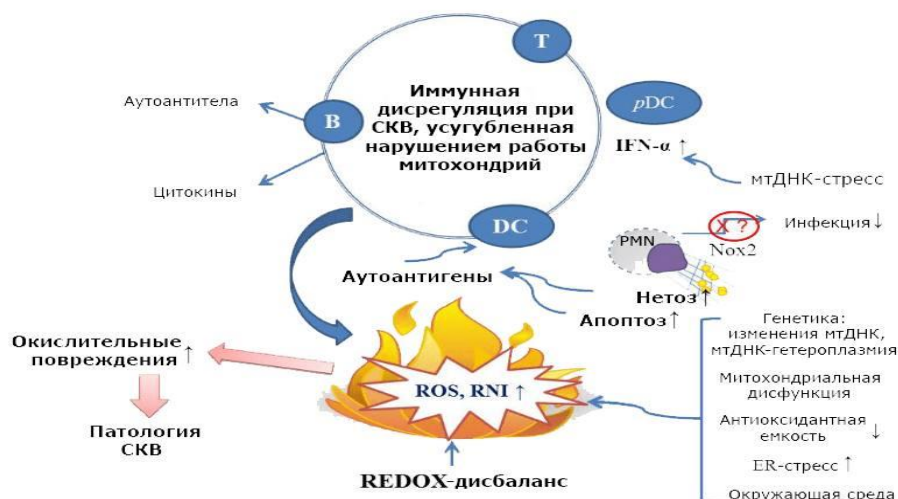 T
Иммунная
дисрегуляция при
СКВ, усугубленная
нарушением работы
митохондрий
Аутоантитела
B
pDC
IFN-α ↑
Цитокины
мтДНК-стресс
DC
PMN
X ?
Nox2
Инфекция↓
Аутоантигены
Нетоз↑
Апоптоз↑
Генетика:
изменения мтДНК,
мтДНК-гетероплазмия
Окислительные
повреждения ↑
Митохондриальная
дисфункция
ROS, RNI ↑
Антиоксидантная
емкость ↓
Патология
СКВ
ER-стресс ↑
REDOX-дисбаланс
Окружающая среда